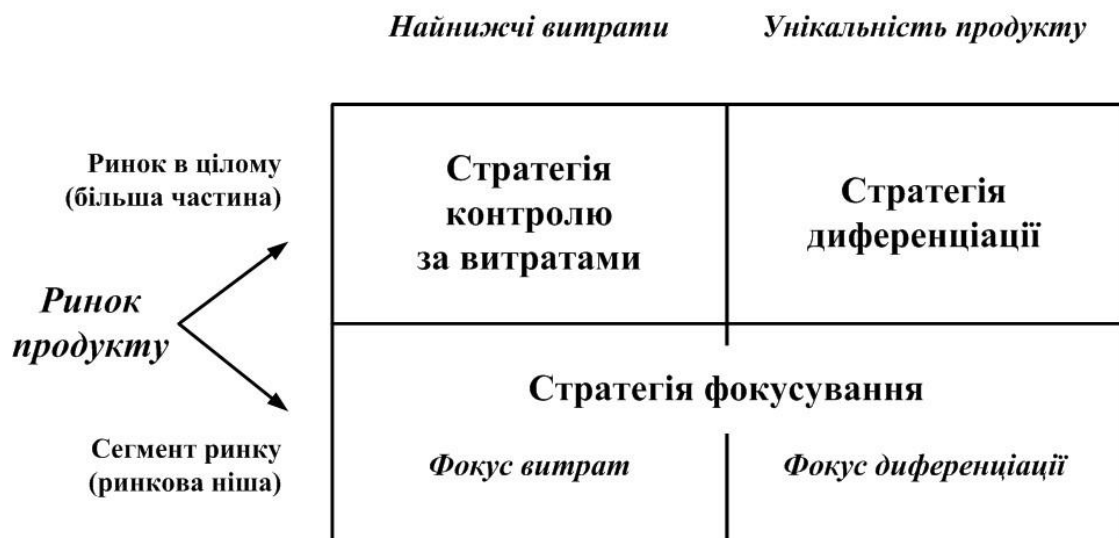 Найнижчі витрати
Унікальність продукту
Ринок в цілому
(більша частина)
Стратегія
контролю
за витратами
Стратегія
диференціації
Ринок
продукту
Стратегія фокусування
Сегмент ринку
(ринкова ніша)
Фокус витрат
Фокус диференціації